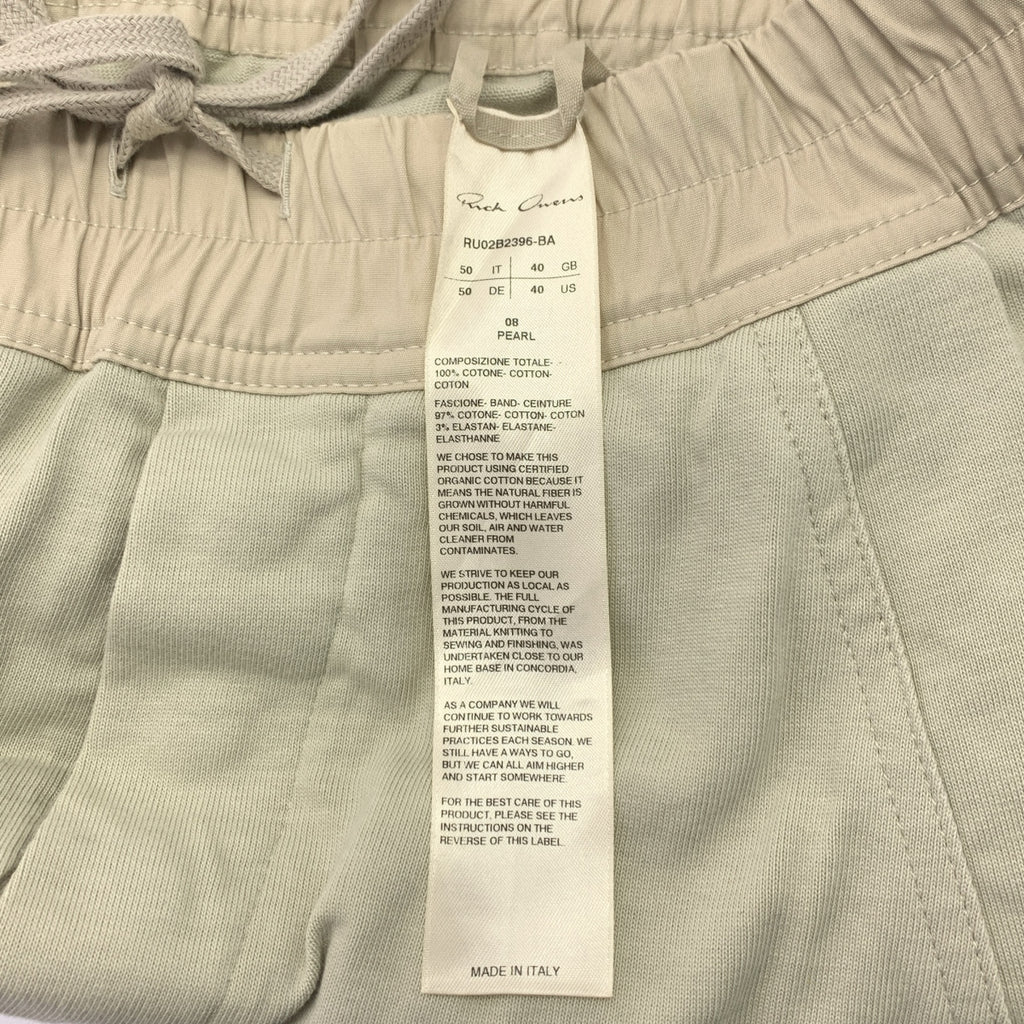 Rick Owens
RU02B2396-BA
50 IT 40 GB
50 DE 40 US
08
PEARL
COMPOSIZIONE TOTALE- -
100% COTONE- COTTON-
COTON
FASCIONE- BAND- CEINTURE
97% COTONE- COTTON- COTON
3% ELASTAN- ELASTANE-
ELASTHANNE
WE CHOSE TO MAKE THIS
PRODUCT USING CERTIFIED
ORGANIC COTTON BECAUSE IT
MEANS THE NATURAL FIBER IS
GROWN WITHOUT HARMFUL
CHEMICALS, WHICH LEAVES
OUR SOIL, AIR AND WATER
CLEANER FROM
CONTAMINATES.
WE STRIVE TO KEEP OUR
PRODUCTION AS LOCAL AS
POSSIBLE. THE FULL
MANUFACTURING CYCLE OF
THIS PRODUCT, FROM THE
MATERIAL KNITTING TO
SEWING AND FINISHING, WAS
UNDERTAKEN CLOSE TO OUR
HOME BASE IN CONCORDIA,
ITALY.
AS A COMPANY WE WILL
CONTINUE TO WORK TOWARDS
FURTHER SUSTAINABLE
PRACTICES EACH SEASON. WE
STILL HAVE A WAYS TO GO,
BUT WE CAN ALL AIM HIGHER
AND START SOMEWHERE.
FOR THE BEST CARE OF THIS
PRODUCT, PLEASE SEE THE
INSTRUCTIONS ON THE
REVERSE OF THIS LABEL.
MADE IN ITALY